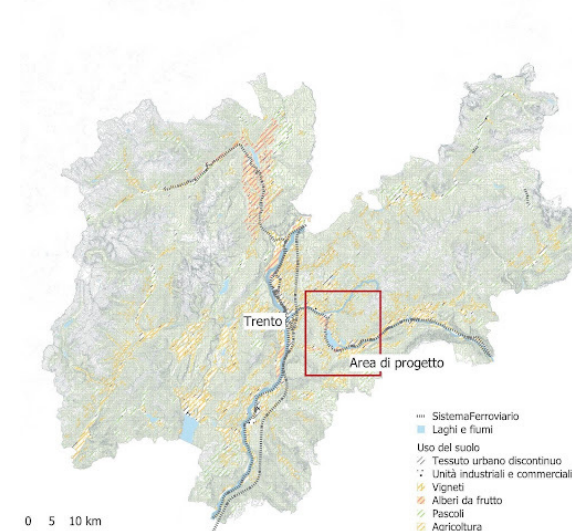 Trento
Area di progetto
SistemaFerroviario
Laghi e fiumi
Uso del suolo
Tessuto urbano discontinuo
Unità industriali e commerciali
Vigneti
Alberi da frutto
Pascoli
Agricoltura
0 5 10 km